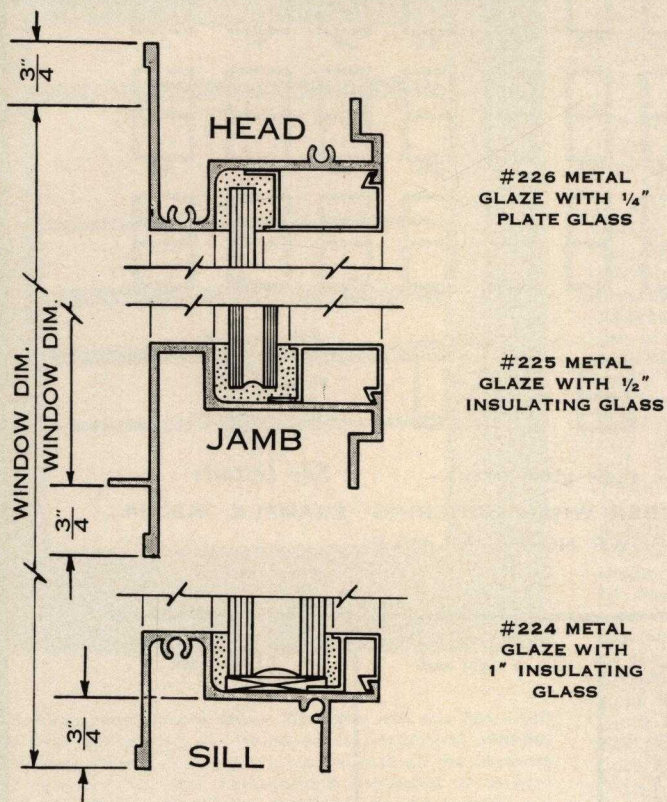 3"
4
HEAD
#226 METAL
GLAZE WITH 1/4"
PLATE GLASS
WINDOW DIM.
WINDOW DIM.
#225 METAL
GLAZE WITH 1/2"
INSULATING GLASS
JAMB
3"
4
#224 METAL
GLAZE WITH
1" INSULATING
GLASS
3"
4
SILL